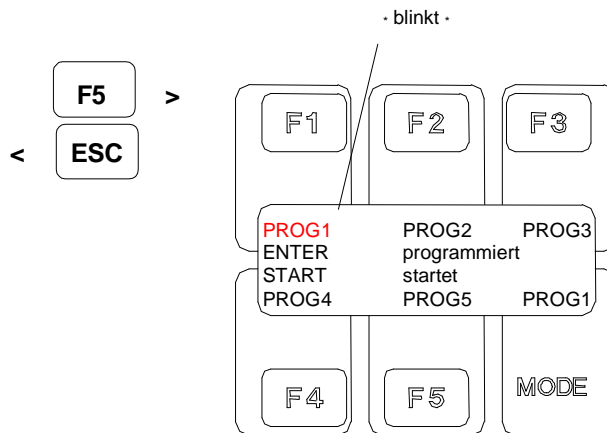 * blinkt *
F5 >
< ESC
F1 F2 F3
PROG1 PROG2 PROG3
ENTER programmiert
START startet
PROG4 PROG5 PROG1
F4 F5 MODE